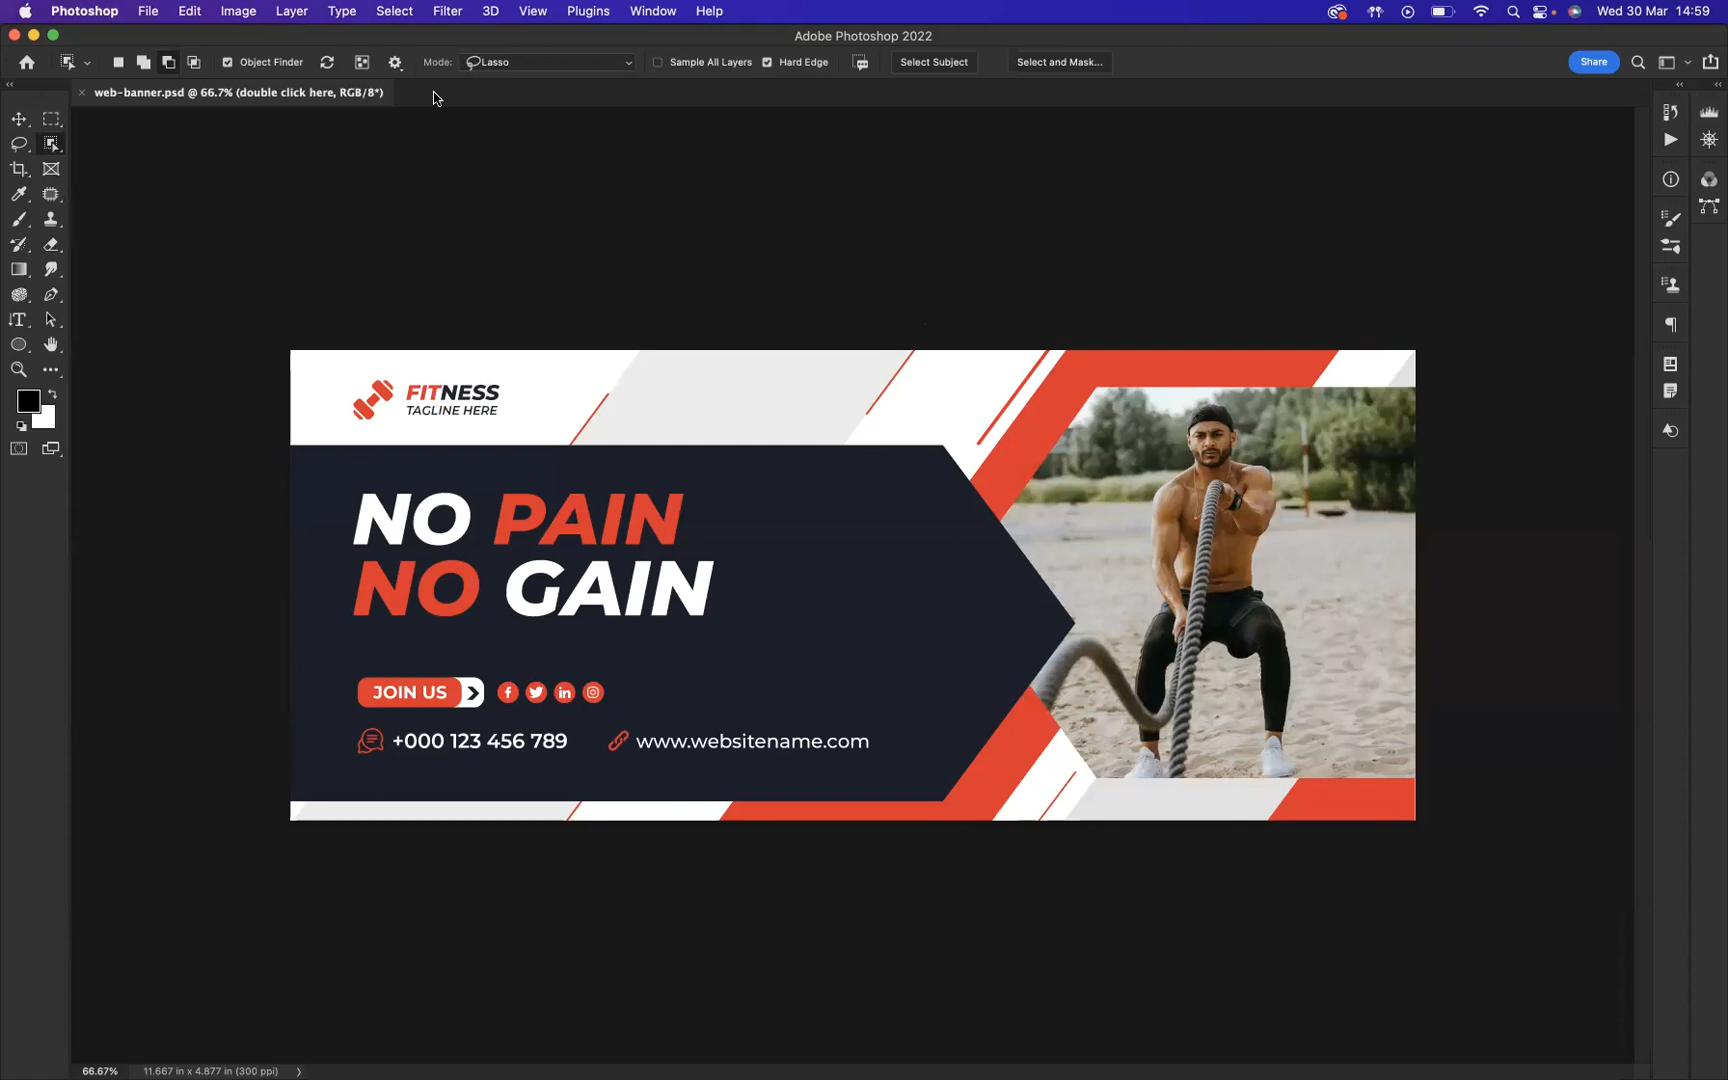 Photoshop File Edit Image Layer Type Select Filter 3D View Plugins Window Help Wed 30 Mar 14:59
Adobe Photoshop 2022
Object Finder Mode: Lasso Sample All Layers Hard Edge Select Subject Select and Mask... Share
web-banner.psd @ 66.7% (double click here, RGB/8*)
FITNESS
TAGLINE HERE
NO PAIN
NO GAIN
JOIN US
+000 123 456 789 www.websitename.com
66.67% 11.667 in x 4.877 in (300 ppi)